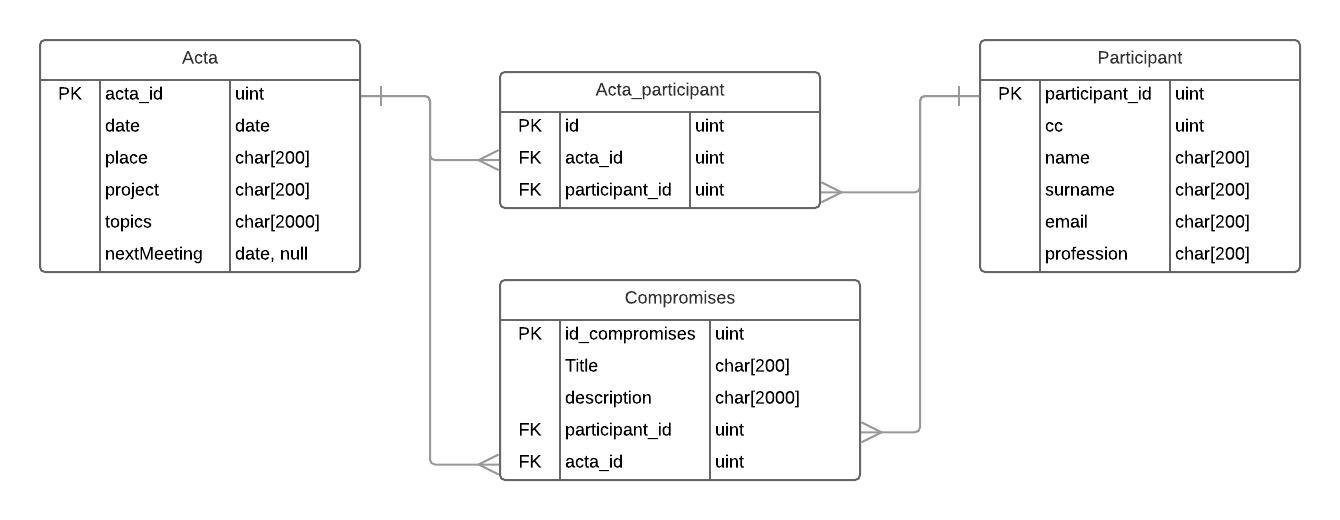 Acta
PK acta_id uint
date date
place char[200]
project char[200]
topics char[2000]
nextMeeting date, null
Acta_participant
PK id uint
FK acta_id uint
FK participant_id uint
Participant
PK participant_id uint
cc uint
name char[200]
surname char[200]
email char[200]
profession char[200]
Compromises
PK id_compromises uint
Title char[200]
description char[2000]
FK participant_id uint
FK acta_id uint